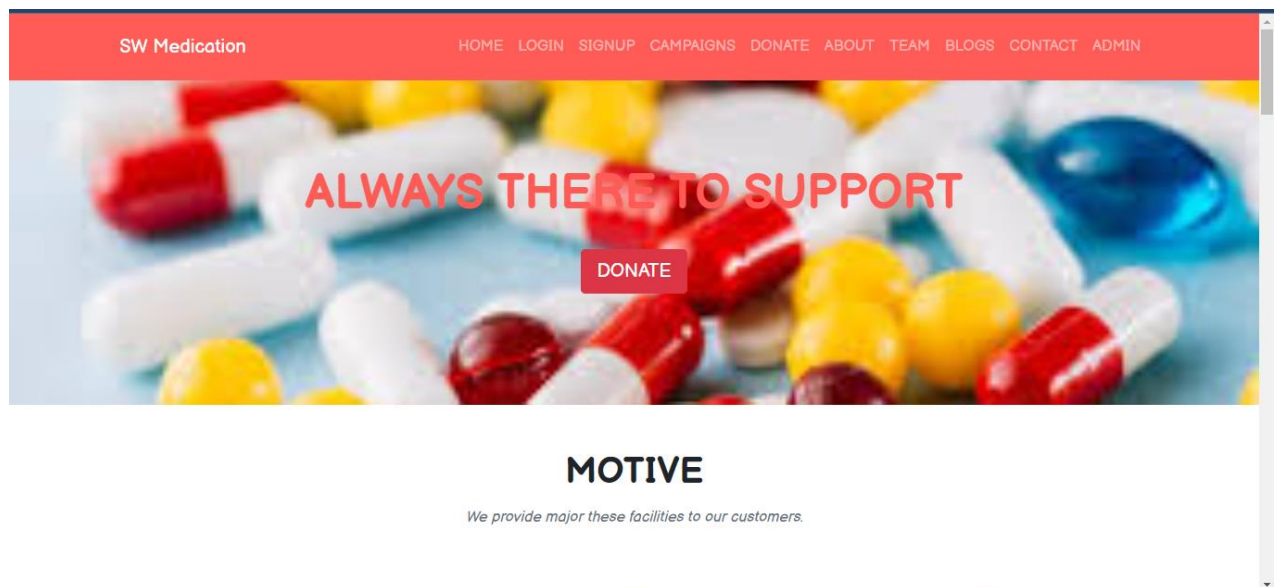 SW Medication
HOME LOGIN SIGNUP CAMPAIGNS DONATE ABOUT TEAM BLOGS CONTACT ADMIN
ALWAYS THERE TO SUPPORT
DONATE
MOTIVE
We provide major these facilities to our customers.